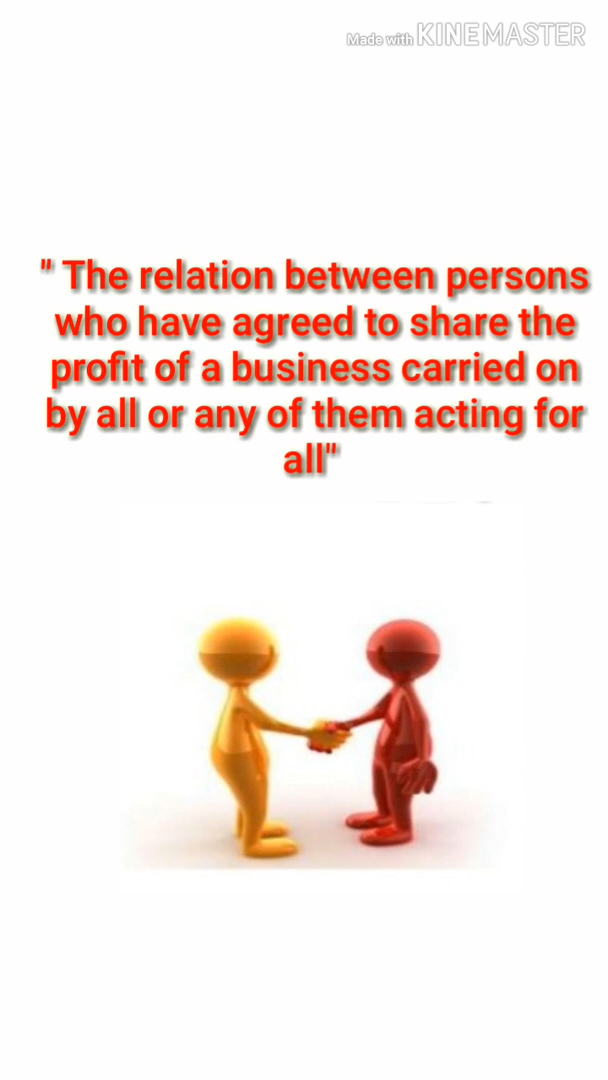 Made with KINEMASTER
" The relation between persons
who have agreed to share the
profit of a business carried on
by all or any of them acting for
all"